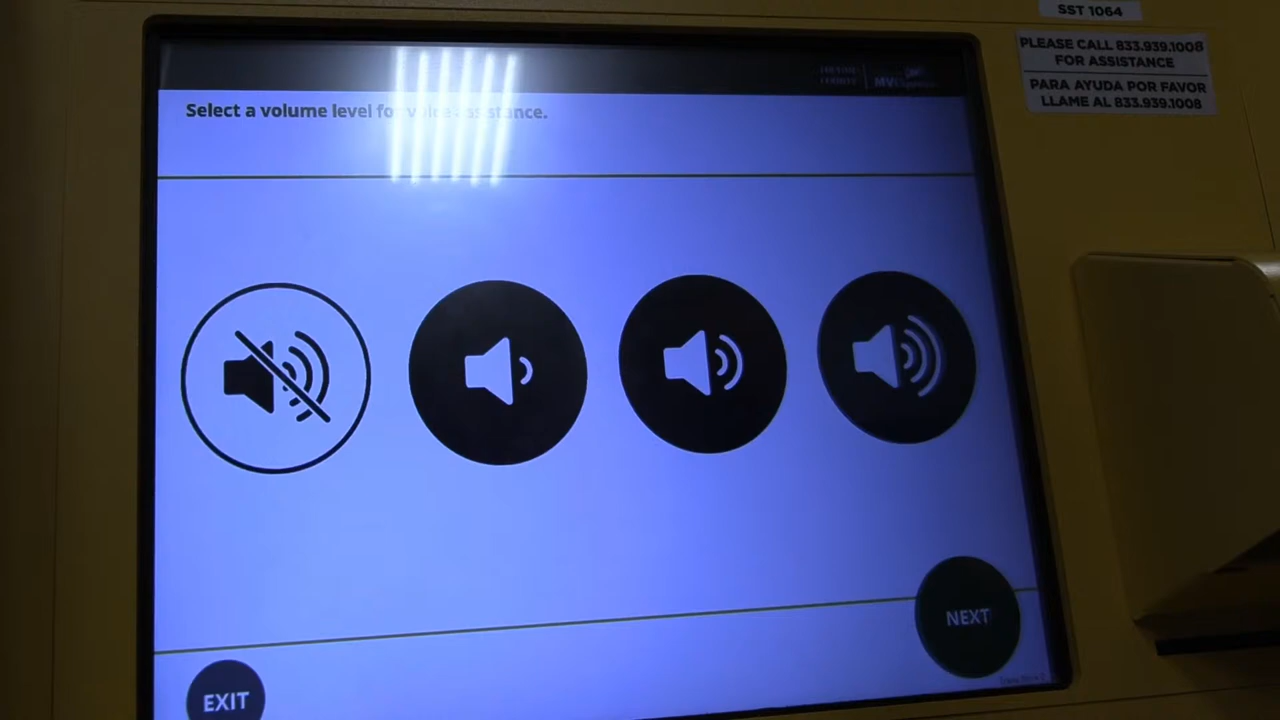 SST 1064
PLEASE CALL 833.939.1008
FOR ASSISTANCE
PARA AYUDA POR FAVOR
LLAME AL 833.939.1008
MVExpress
Select a volume level for voice assistance.
NEXT
EXIT